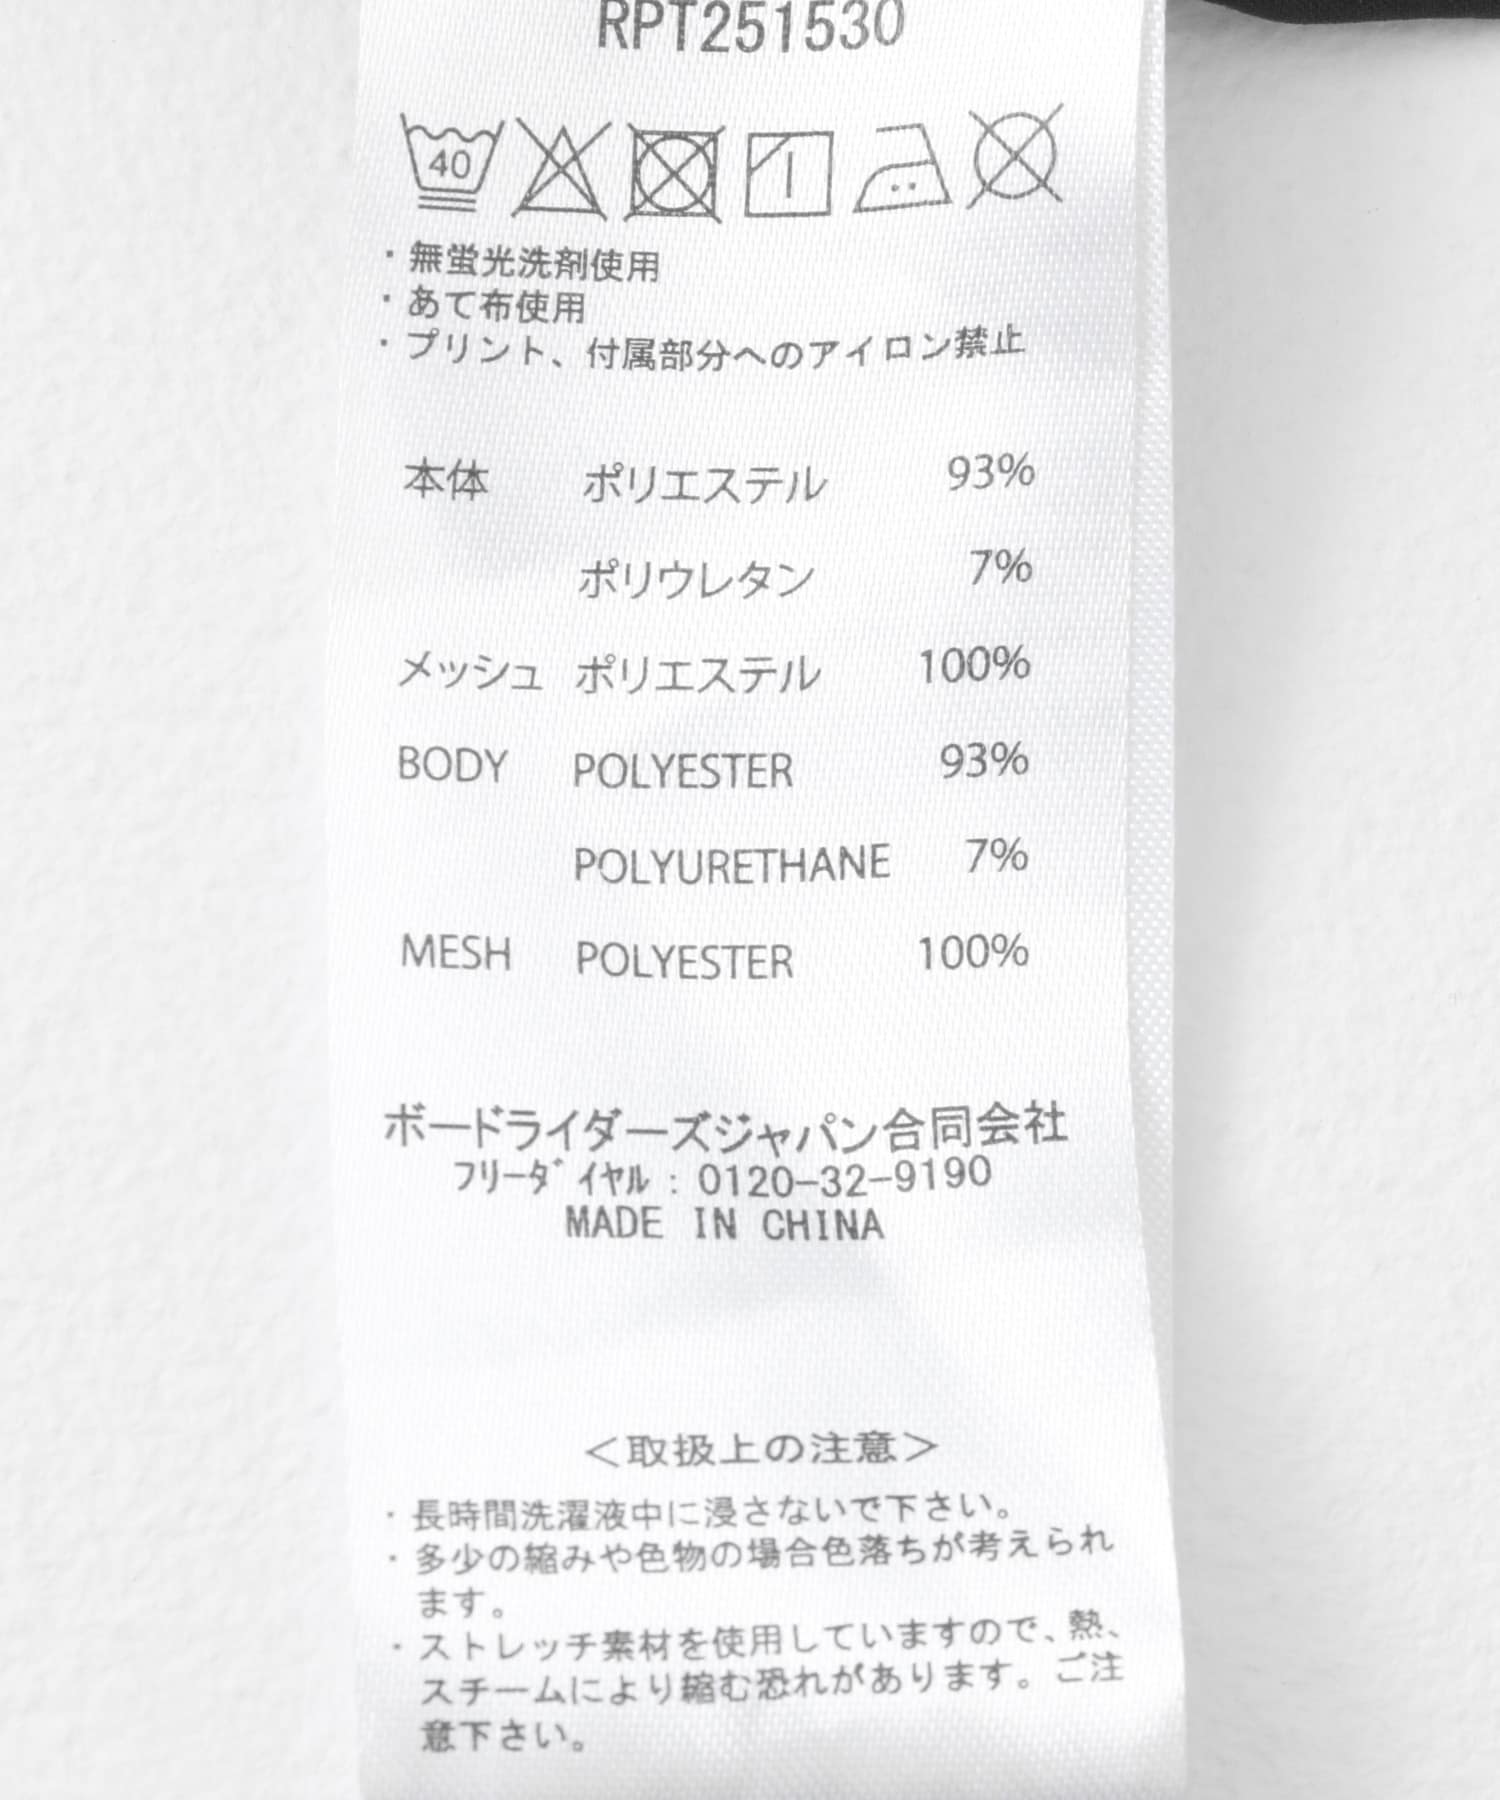 RPT251530
40
・無蛍光洗剤使用
・あて布使用
・プリント、付属部分へのアイロン禁止
本体 ポリエステル 93%
ポリウレタン 7%
メッシュ ポリエステル 100%
BODY POLYESTER 93%
POLYURETHANE 7%
MESH POLYESTER 100%
ボードライダーズジャパン合同会社
ﾌﾘｰﾀﾞｲﾔﾙ：0120-32-9190
MADE IN CHINA
＜取扱上の注意＞
・長時間洗濯液中に浸さないで下さい。
・多少の縮みや色物の場合色落ちが考えられ
ます。
・ストレッチ素材を使用していますので、熱、
スチームにより縮む恐れがあります。ご注
意下さい。